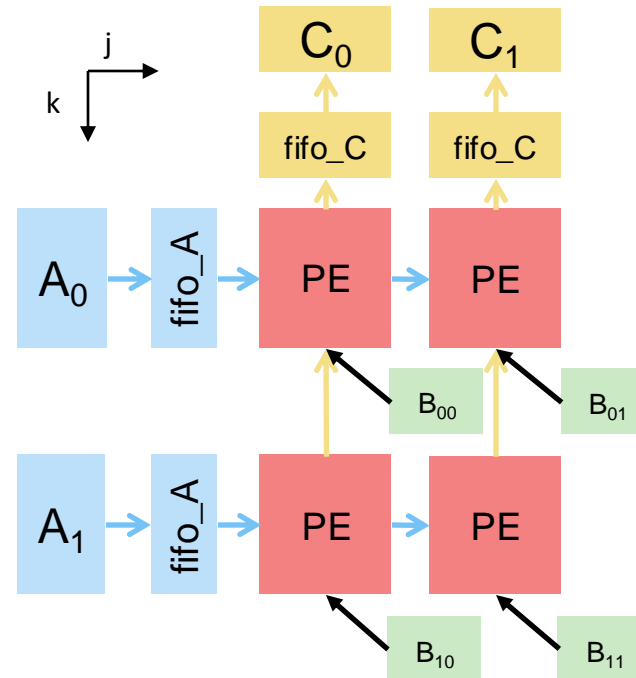 j
k
C₀
C₁
fifo_C
fifo_C
A₀
fifo_A
PE
PE
B₀₀
B₀₁
A₁
fifo_A
PE
PE
B₁₀
B₁₁